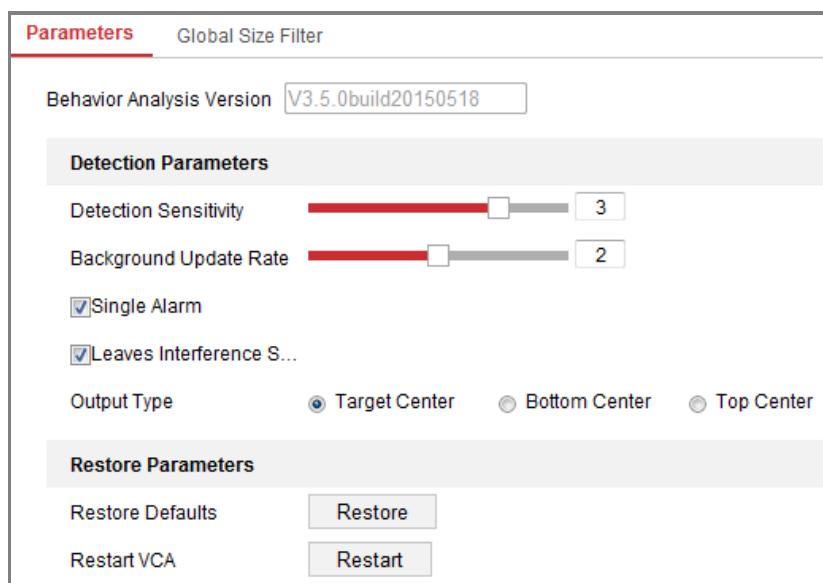 Parameters Global Size Filter
Behavior Analysis Version V3.5.0build20150518
Detection Parameters
Detection Sensitivity 3
Background Update Rate 2
Single Alarm
Leaves Interference S...
Output Type Target Center Bottom Center Top Center
Restore Parameters
Restore Defaults Restore
Restart VCA Restart